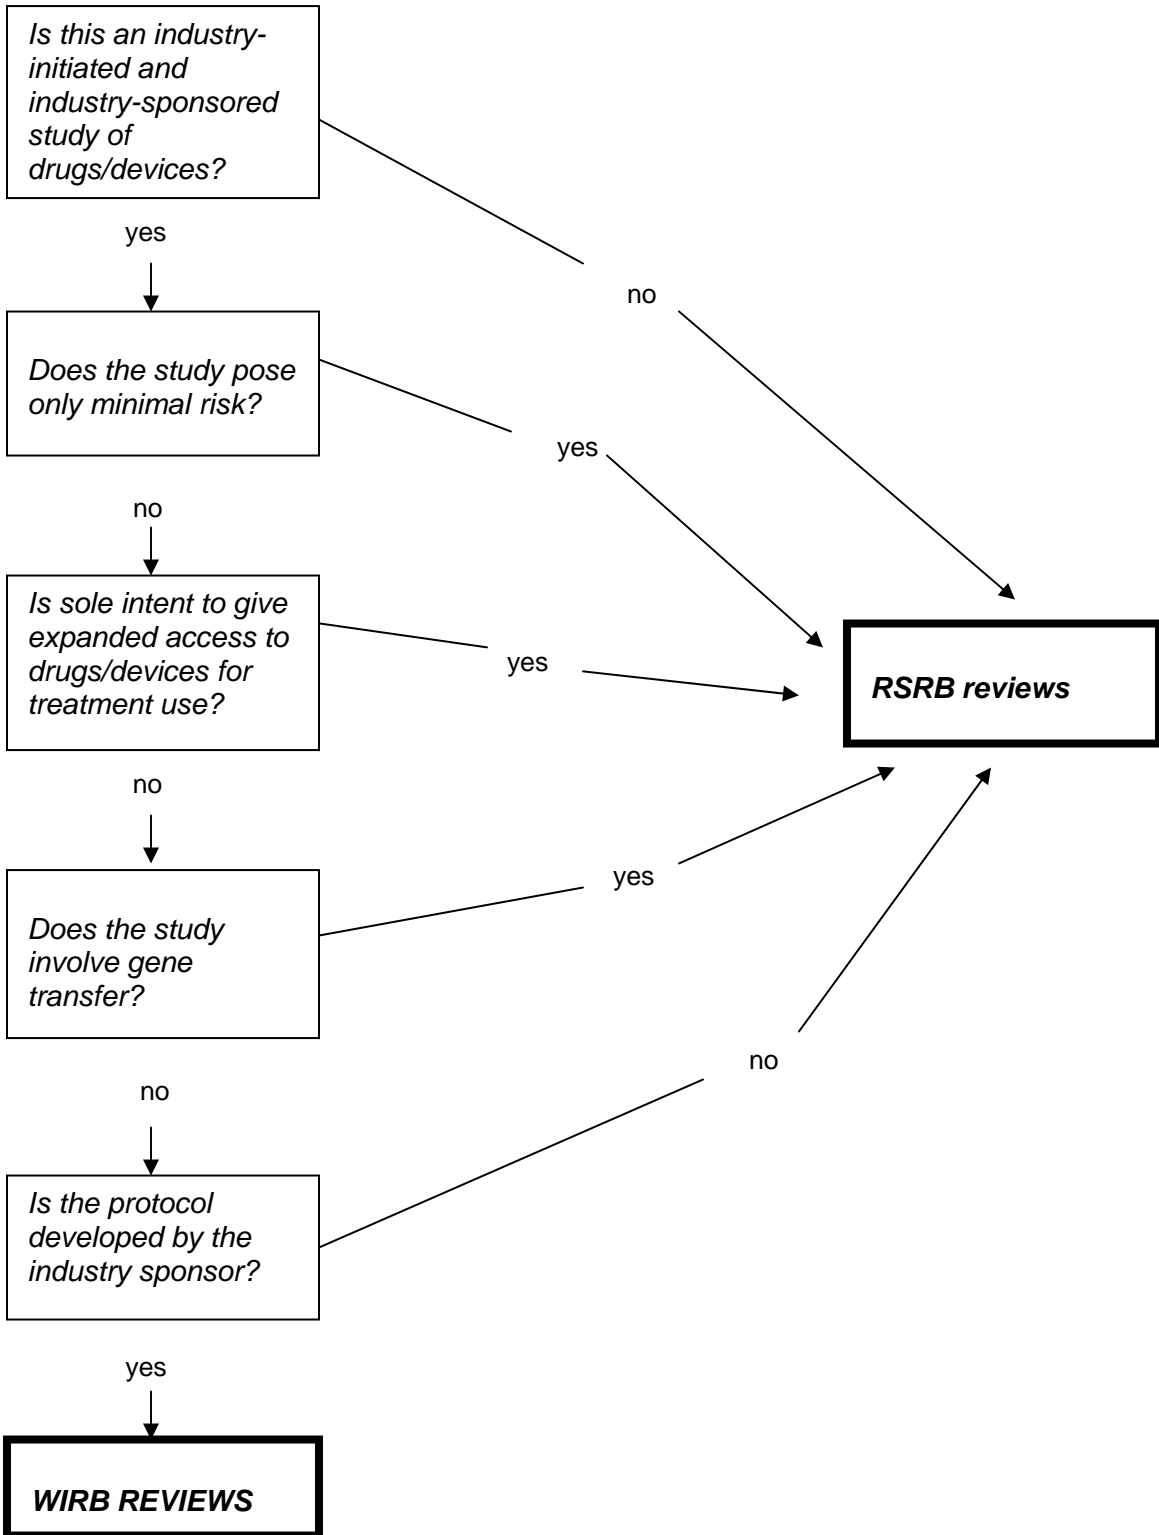 Is this an industry-
initiated and
industry-sponsored
study of
drugs/devices?
yes
no
Does the study pose
only minimal risk?
yes
no
Is sole intent to give
expanded access to
drugs/devices for
treatment use?
yes
RSRB reviews
no
Does the study
involve gene
transfer?
yes
no
no
Is the protocol
developed by the
industry sponsor?
yes
WIRB REVIEWS